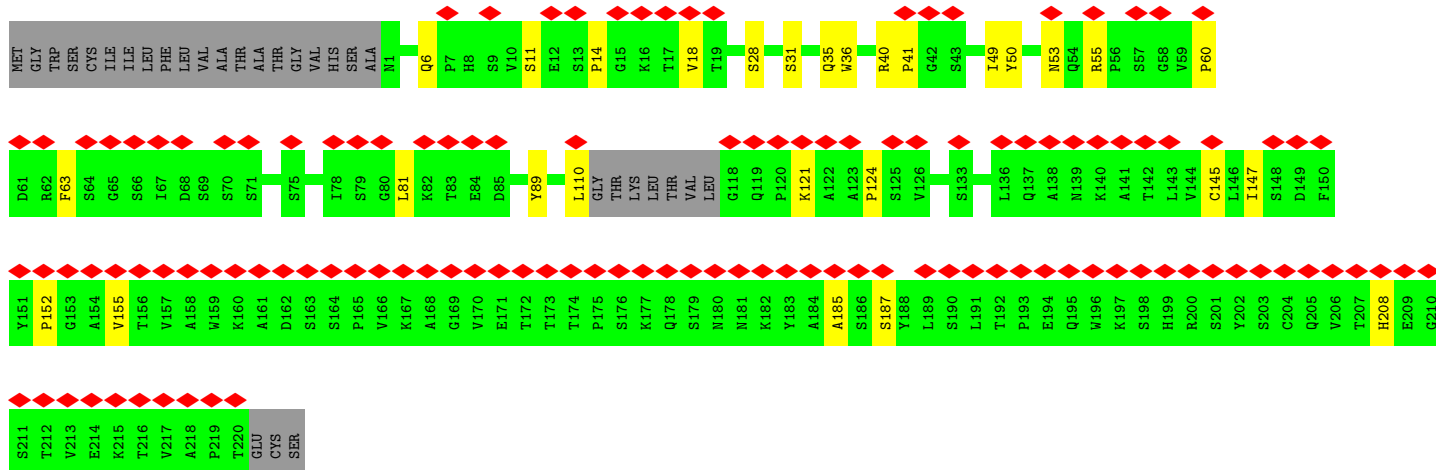 MET GLY TRP SER CYS ILE ILE LEU PHE LEU VAL ALA THR ALA THR GLY VAL HIS SER ALA N1 Q6 P7 H8 S9 V10 S11 E12 S13 P14 G15 K16 T17 V18 T19 S28 S31 Q35 W36 R40 P41 G42 S43 I49 Y50 N53 Q54 R55 P56 S57 G58 V59 P60
D61 R62 F63 S64 G65 S66 I67 D68 S69 S70 S71 S75 I78 S79 G80 L81 K82 T83 E84 D85 Y89 L110 GLY THR LYS LEU THR VAL LEU G118 Q119 P120 K121 A122 A123 P124 S125 V126 S133 L136 Q137 A138 N139 K140 A141 T142 L143 V144 C145 L146 I147 S148 D149 F150
Y151 P152 G153 A154 V155 T156 V157 A158 W159 K160 A161 D162 S163 S164 P165 V166 K167 A168 G169 V170 E171 T172 T173 T174 P175 S176 K177 Q178 S179 N180 N181 K182 Y183 A184 A185 S186 S187 Y188 L189 S190 L191 T192 P193 E194 Q195 W196 K197 S198 H199 R200 S201 Y202 S203 C204 Q205 V206 T207 H208 E209 G210
S211 T212 V213 E214 K215 T216 V217 A218 P219 T220 GLU CYS SER